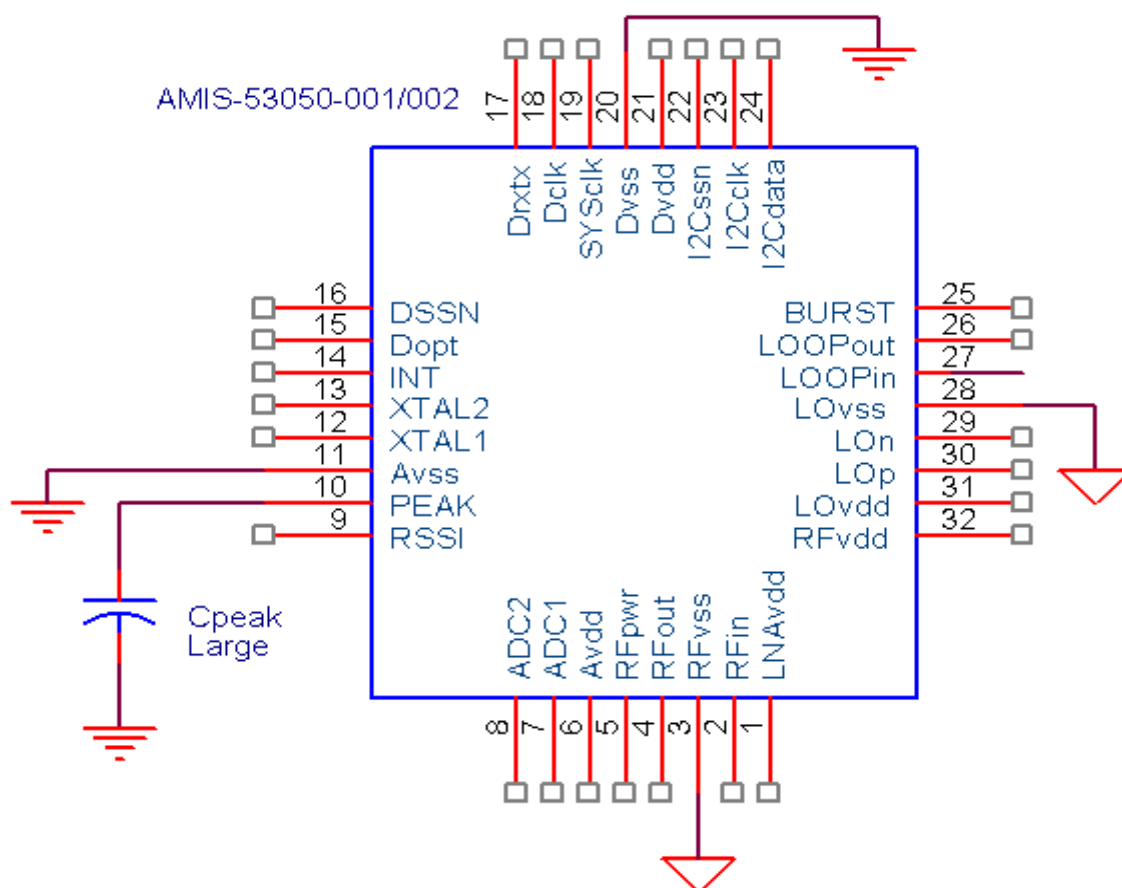 AMIS-53050-001/002
17 18 19 20 21 22 23 24
Drxtx Dclk SYSclk Dvss Dvdd I2Cssn I2Cclk I2Cdata
16 DSSN
15 Dopt
14 INT
13 XTAL2
12 XTAL1
11 Avss
10 PEAK
9 RSSI
BURST 25
LOOPout 26
LOOPin 27
LOvss 28
LOn 29
LOp 30
LOvdd 31
RFvdd 32
Cpeak
Large
ADC2 ADC1 Avdd RFpwr RFout RFvss RFin LNAvdd
8 7 6 5 4 3 2 1